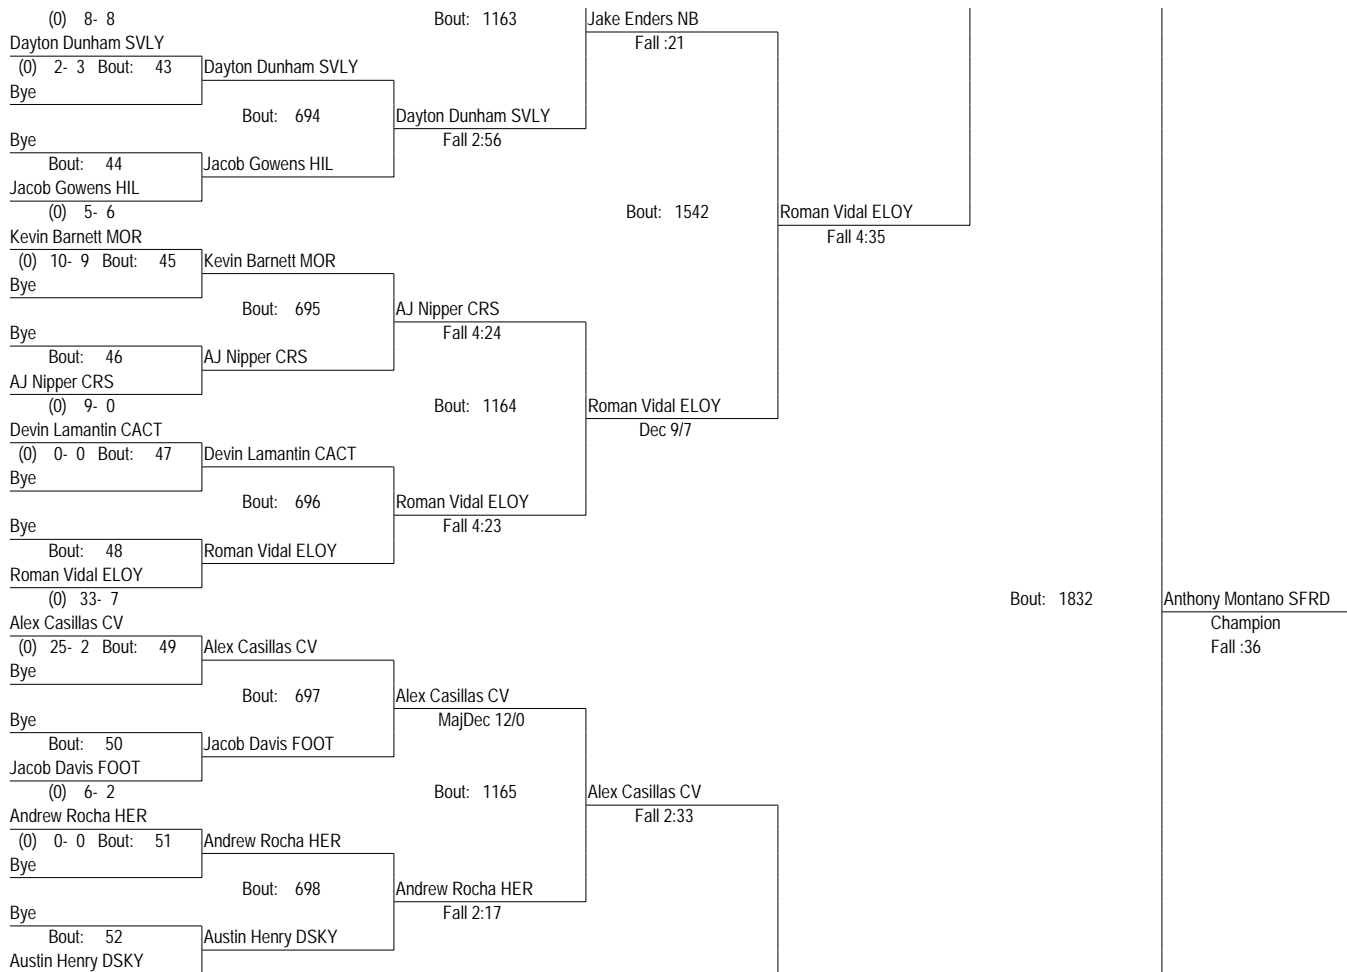 (0) 8- 8 Bout: 1163 Jake Enders NB
Dayton Dunham SVLY Fall :21
(0) 2- 3 Bout: 43 Dayton Dunham SVLY
Bye
Bout: 694 Dayton Dunham SVLY
Bye Fall 2:56
Bout: 44 Jacob Gowens HIL
Jacob Gowens HIL
(0) 5- 6 Bout: 1542 Roman Vidal ELOY
Kevin Barnett MOR Fall 4:35
(0) 10- 9 Bout: 45 Kevin Barnett MOR
Bye
Bout: 695 AJ Nipper CRS
Bye Fall 4:24
Bout: 46 AJ Nipper CRS
AJ Nipper CRS
(0) 9- 0 Bout: 1164 Roman Vidal ELOY
Devin Lamantin CACT Dec 9/7
(0) 0- 0 Bout: 47 Devin Lamantin CACT
Bye
Bout: 696 Roman Vidal ELOY
Bye Fall 4:23
Bout: 48 Roman Vidal ELOY
Roman Vidal ELOY
(0) 33- 7 Bout: 1832 Anthony Montano SFRD
Alex Casillas CV Champion
(0) 25- 2 Bout: 49 Alex Casillas CV Fall :36
Bye
Bout: 697 Alex Casillas CV
Bye MajDec 12/0
Bout: 50 Jacob Davis FOOT
Jacob Davis FOOT
(0) 6- 2 Bout: 1165 Alex Casillas CV
Andrew Rocha HER Fall 2:33
(0) 0- 0 Bout: 51 Andrew Rocha HER
Bye
Bout: 698 Andrew Rocha HER
Bye Fall 2:17
Bout: 52 Austin Henry DSKY
Austin Henry DSKY